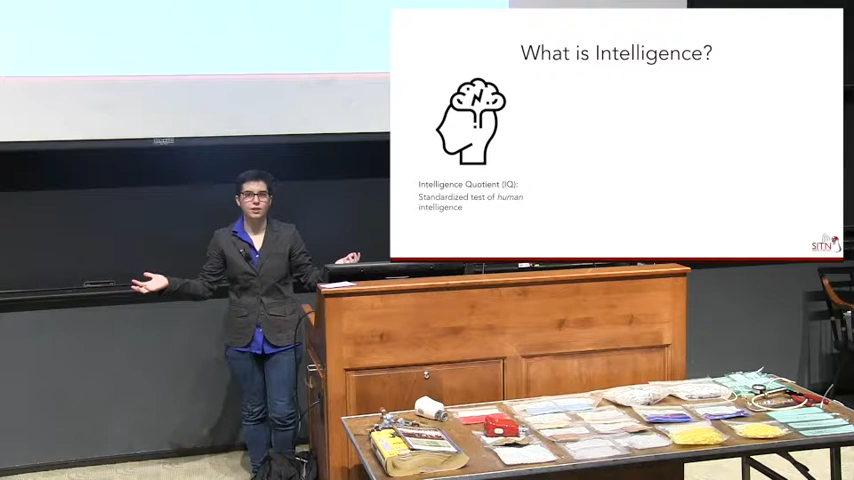 What is Intelligence?
Intelligence Quotient (IQ):
Standardized test of human
intelligence
SITN